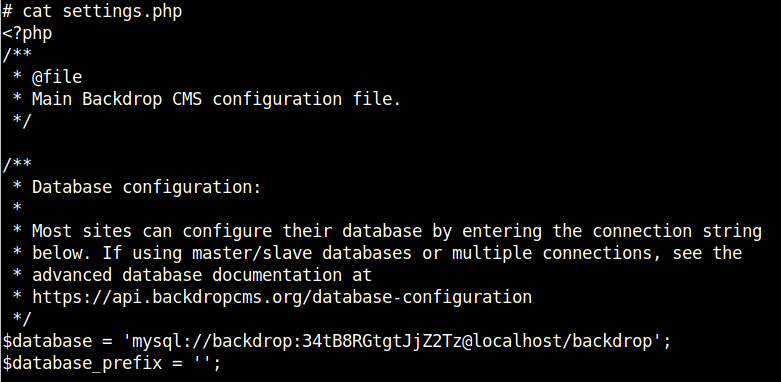 # cat settings.php
<?php
/**
 * @file
 * Main Backdrop CMS configuration file.
 */

/**
 * Database configuration:
 *
 * Most sites can configure their database by entering the connection string
 * below. If using master/slave databases or multiple connections, see the
 * advanced database documentation at
 * https://api.backdropcms.org/database-configuration
 */
$database = 'mysql://backdrop:34tB8RGtgtJjZ2Tz@localhost/backdrop';
$database_prefix = '';